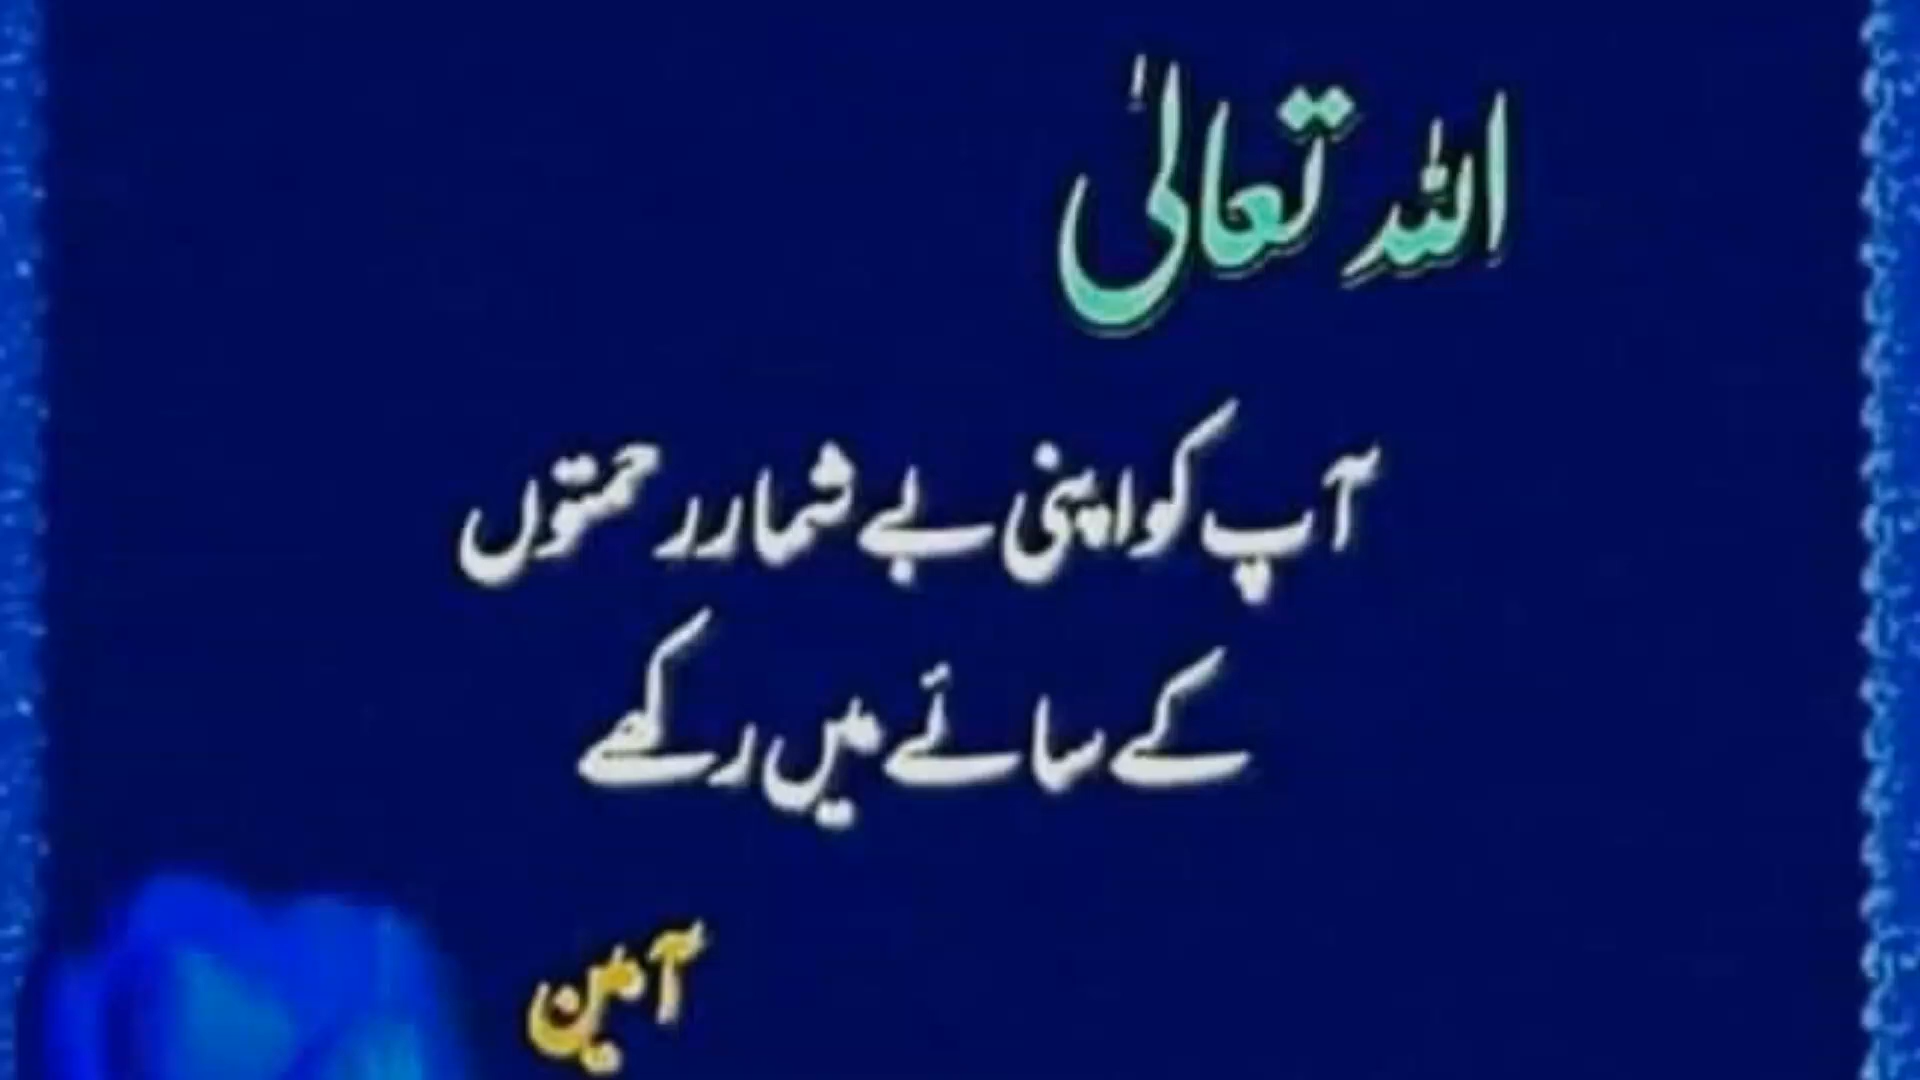 اللہ تعالیٰ
آپ کو اپنی بے شمار رحمتوں
کے سائے میں رکھے
آمین